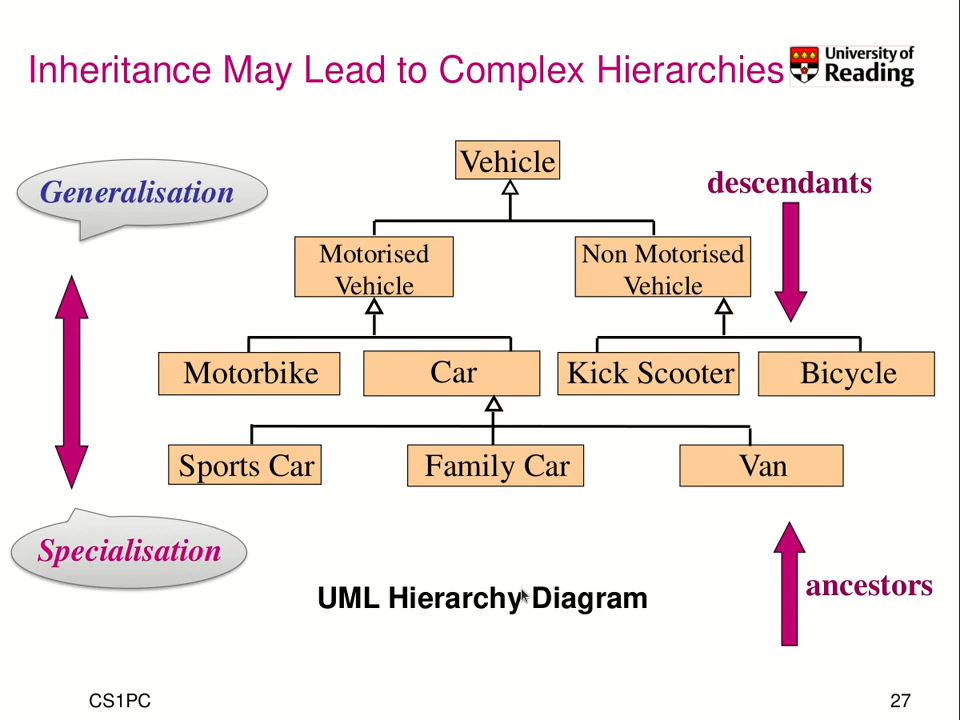 Inheritance May Lead to Complex Hierarchies
University of
Reading
Vehicle
Generalisation
descendants
Motorised
Vehicle
Non Motorised
Vehicle
Motorbike
Car
Kick Scooter
Bicycle
Sports Car
Family Car
Van
Specialisation
ancestors
UML Hierarchy Diagram
CS1PC
27